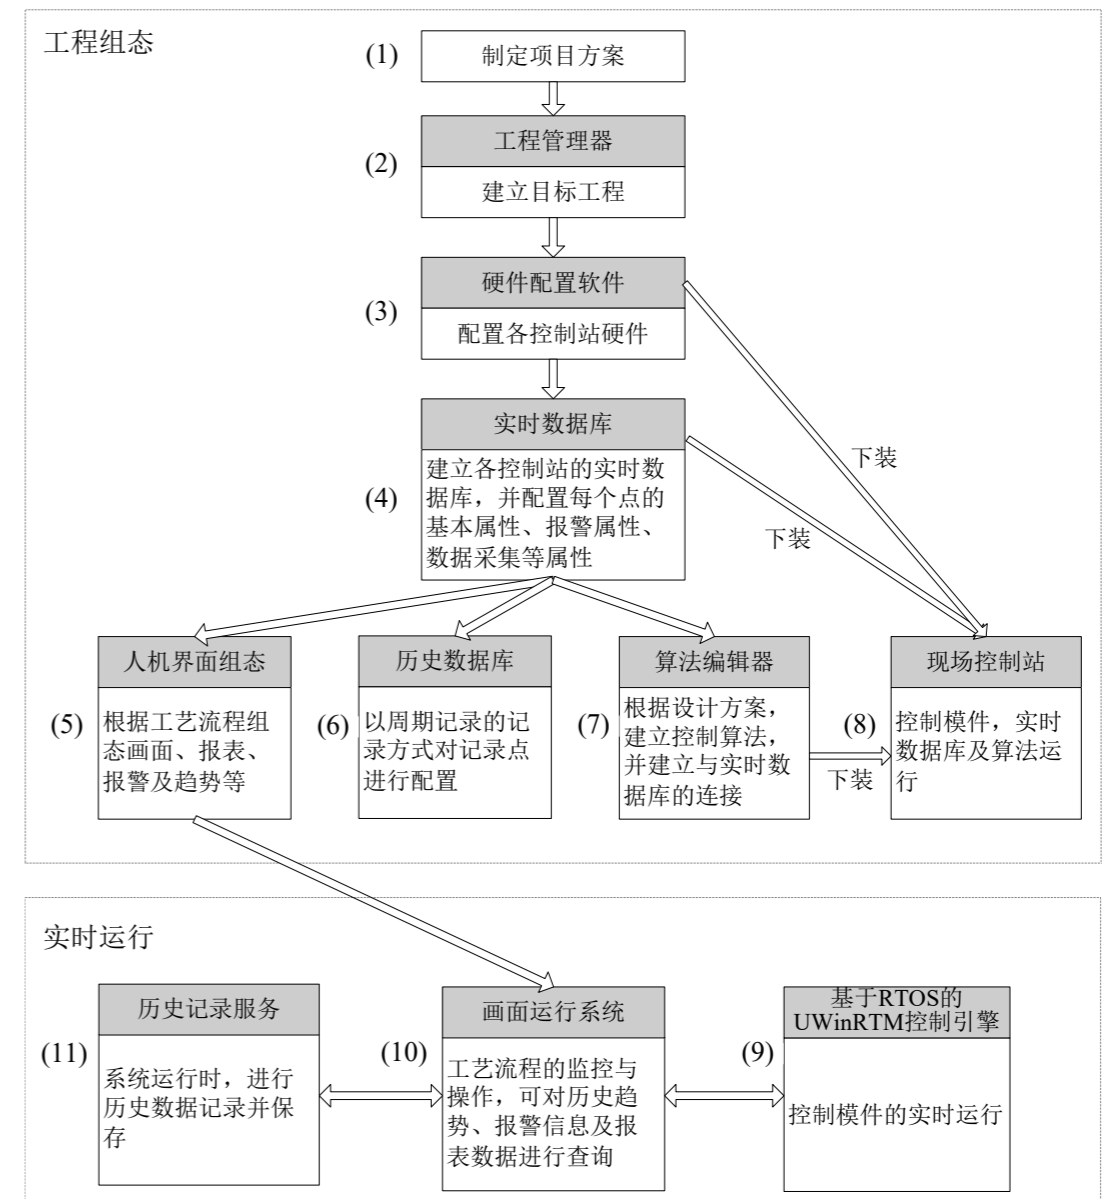 工程组态
(1)
制定项目方案
(2)
工程管理器
建立目标工程
(3)
硬件配置软件
配置各控制站硬件
(4)
实时数据库
建立各控制站的实时数
据库，并配置每个点的
基本属性、报警属性、
数据采集等属性
下装
下装
(5)
人机界面组态
根据工艺流程组
态画面、报表、
报警及趋势等
(6)
历史数据库
以周期记录的记
录方式对记录点
进行配置
(7)
算法编辑器
根据设计方案，
建立控制算法，
并建立与实时数
据库的连接
下装
(8)
现场控制站
控制模件，实时
数据库及算法运
行
实时运行
(11)
历史记录服务
系统运行时，进行
历史数据记录并保
存
(10)
画面运行系统
工艺流程的监控与
操作，可对历史趋
势、报警信息及报
表数据进行查询
(9)
基于RTOS的
UWinRTM控制引擎
控制模件的实时运行